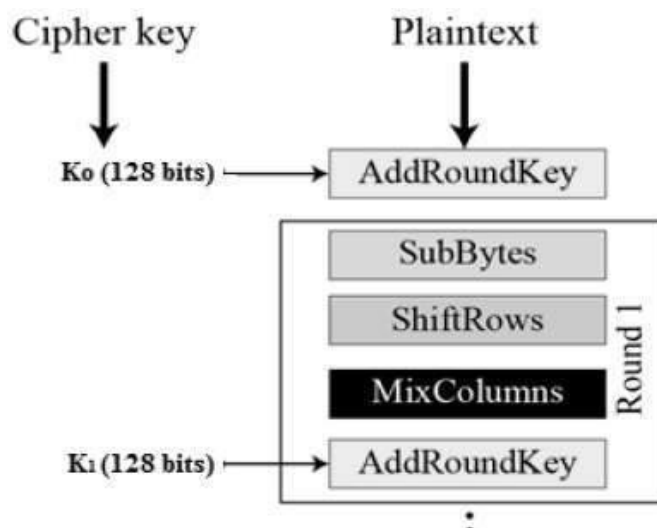 Cipher key
Plaintext
K₀ (128 bits)
AddRoundKey
SubBytes
ShiftRows
MixColumns
Round 1
K₁ (128 bits)
AddRoundKey